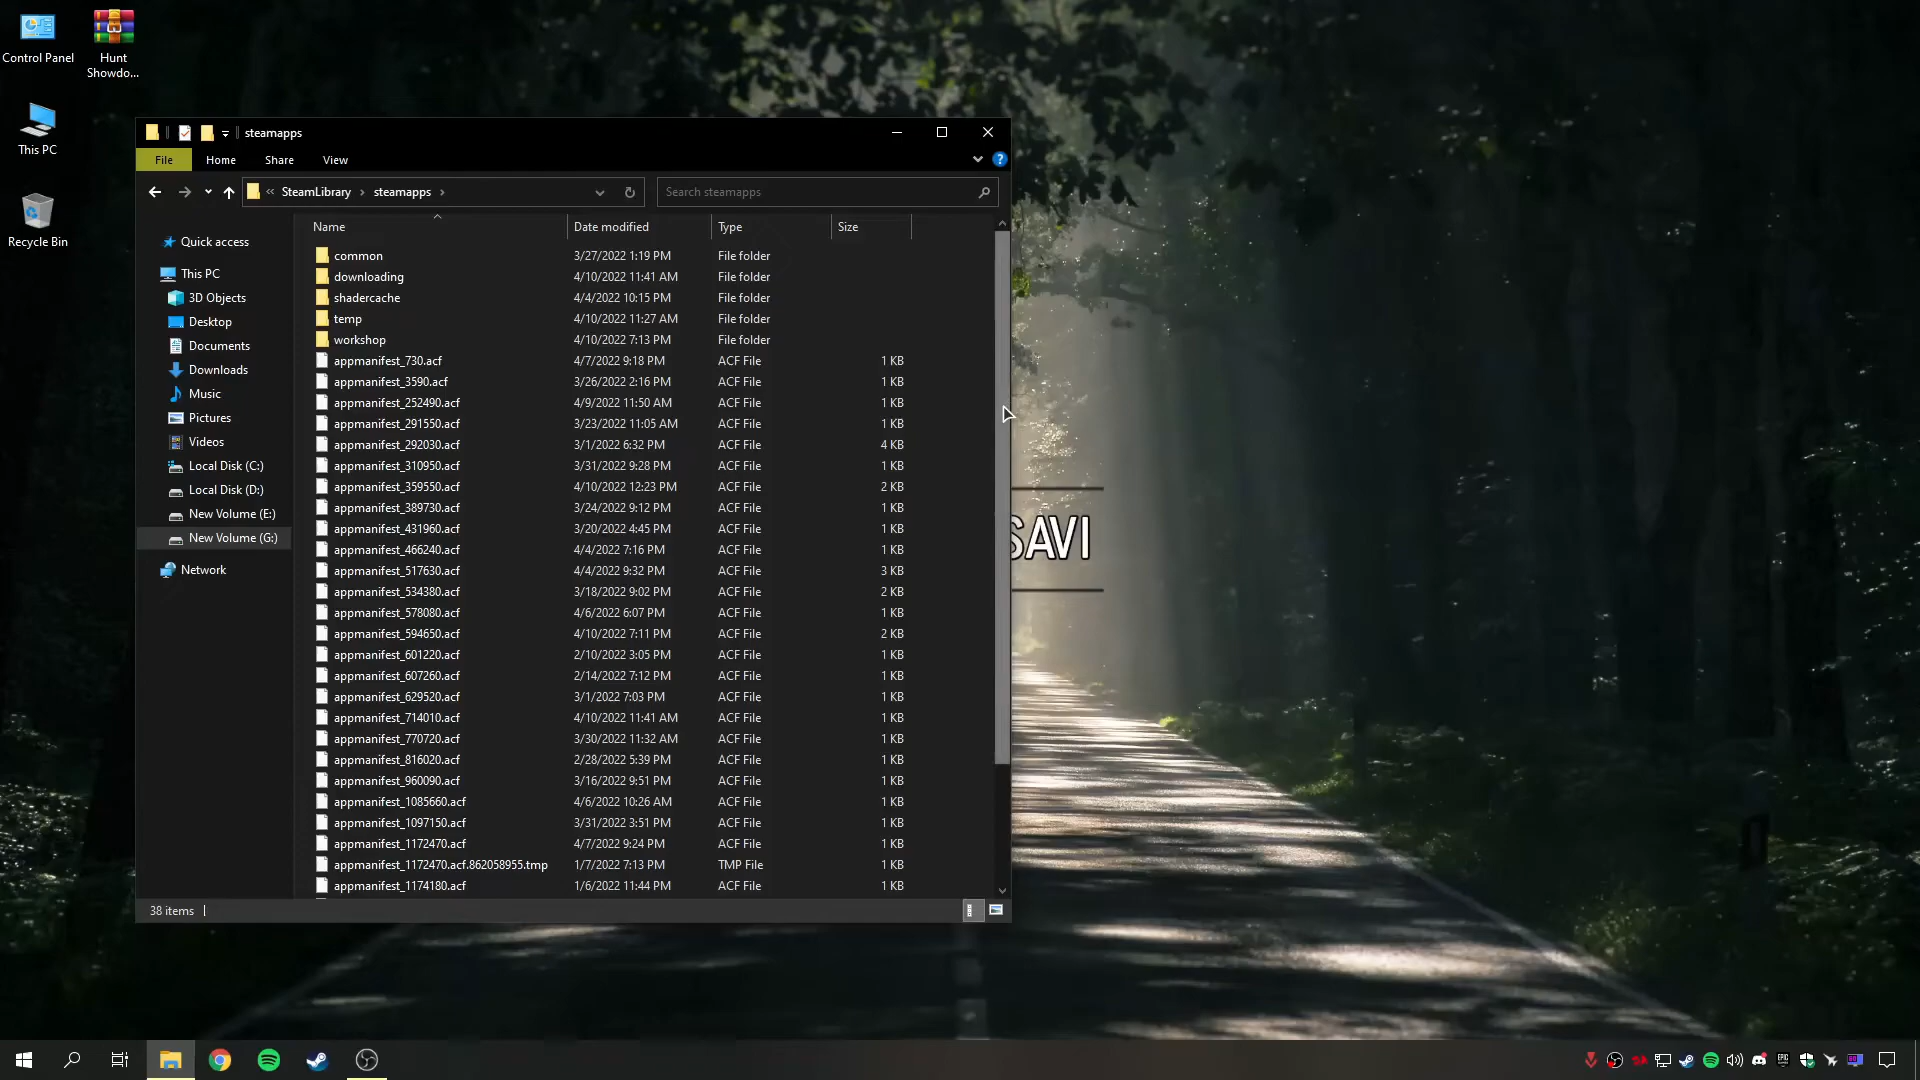 Control Panel
Hunt
Showdo...
This PC
Recycle Bin
steamapps
File
Home
Share
View
SteamLibrary
steamapps
Search steamapps
Name
Date modified
Type
Size
Quick access
This PC
3D Objects
Desktop
Documents
Downloads
Music
Pictures
Videos
Local Disk (C:)
Local Disk (D:)
New Volume (E:)
New Volume (G:)
Network
common 3/27/2022 1:19 PM File folder
downloading 4/10/2022 11:41 AM File folder
shadercache 4/4/2022 10:15 PM File folder
temp 4/10/2022 11:27 AM File folder
workshop 4/10/2022 7:13 PM File folder
appmanifest_730.acf 4/7/2022 9:18 PM ACF File 1 KB
appmanifest_3590.acf 3/26/2022 2:16 PM ACF File 1 KB
appmanifest_252490.acf 4/9/2022 11:50 AM ACF File 1 KB
appmanifest_291550.acf 3/23/2022 11:05 AM ACF File 1 KB
appmanifest_292030.acf 3/1/2022 6:32 PM ACF File 4 KB
appmanifest_310950.acf 3/31/2022 9:28 PM ACF File 1 KB
appmanifest_359550.acf 4/10/2022 12:23 PM ACF File 2 KB
appmanifest_389730.acf 3/24/2022 9:12 PM ACF File 1 KB
appmanifest_431960.acf 3/20/2022 4:45 PM ACF File 1 KB
appmanifest_466240.acf 4/4/2022 7:16 PM ACF File 1 KB
appmanifest_517630.acf 4/4/2022 9:32 PM ACF File 3 KB
appmanifest_534380.acf 3/18/2022 9:02 PM ACF File 2 KB
appmanifest_578080.acf 4/6/2022 6:07 PM ACF File 1 KB
appmanifest_594650.acf 4/10/2022 7:11 PM ACF File 2 KB
appmanifest_601220.acf 2/10/2022 3:05 PM ACF File 1 KB
appmanifest_607260.acf 2/14/2022 7:12 PM ACF File 1 KB
appmanifest_629520.acf 3/1/2022 7:03 PM ACF File 1 KB
appmanifest_714010.acf 4/10/2022 11:41 AM ACF File 1 KB
appmanifest_770720.acf 3/30/2022 11:32 AM ACF File 1 KB
appmanifest_816020.acf 2/28/2022 5:39 PM ACF File 1 KB
appmanifest_960090.acf 3/16/2022 9:51 PM ACF File 1 KB
appmanifest_1085660.acf 4/6/2022 10:26 AM ACF File 1 KB
appmanifest_1097150.acf 3/31/2022 3:51 PM ACF File 1 KB
appmanifest_1172470.acf 4/7/2022 9:24 PM ACF File 1 KB
appmanifest_1172470.acf.862058955.tmp 1/7/2022 7:13 PM TMP File 1 KB
appmanifest_1174180.acf 1/6/2022 11:44 PM ACF File 1 KB
38 items
SAVI